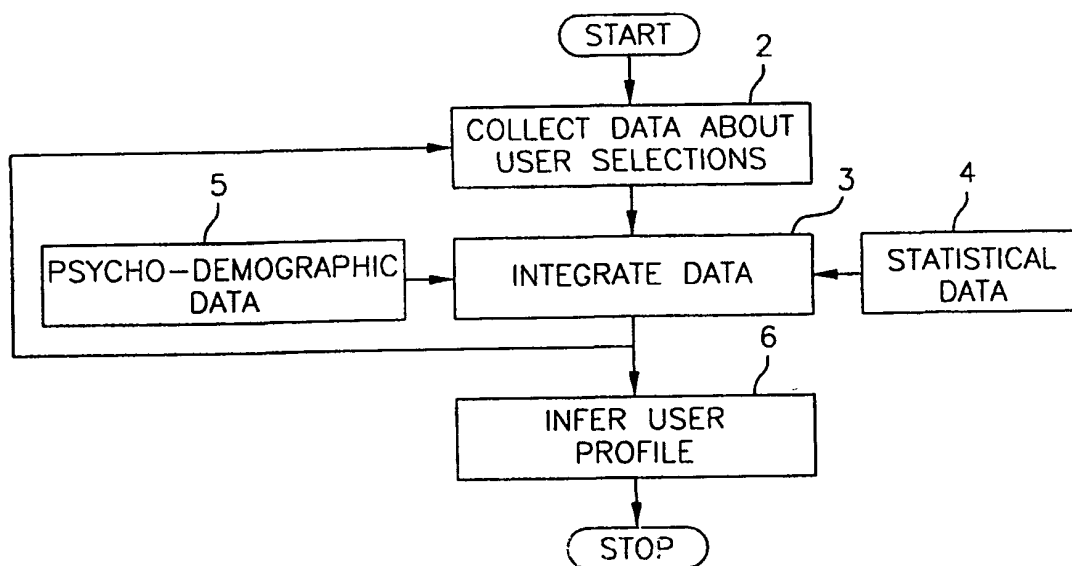 START
2
COLLECT DATA ABOUT
USER SELECTIONS
5
3
4
PSYCHO-DEMOGRAPHIC
DATA
INTEGRATE DATA
STATISTICAL
DATA
6
INFER USER
PROFILE
STOP